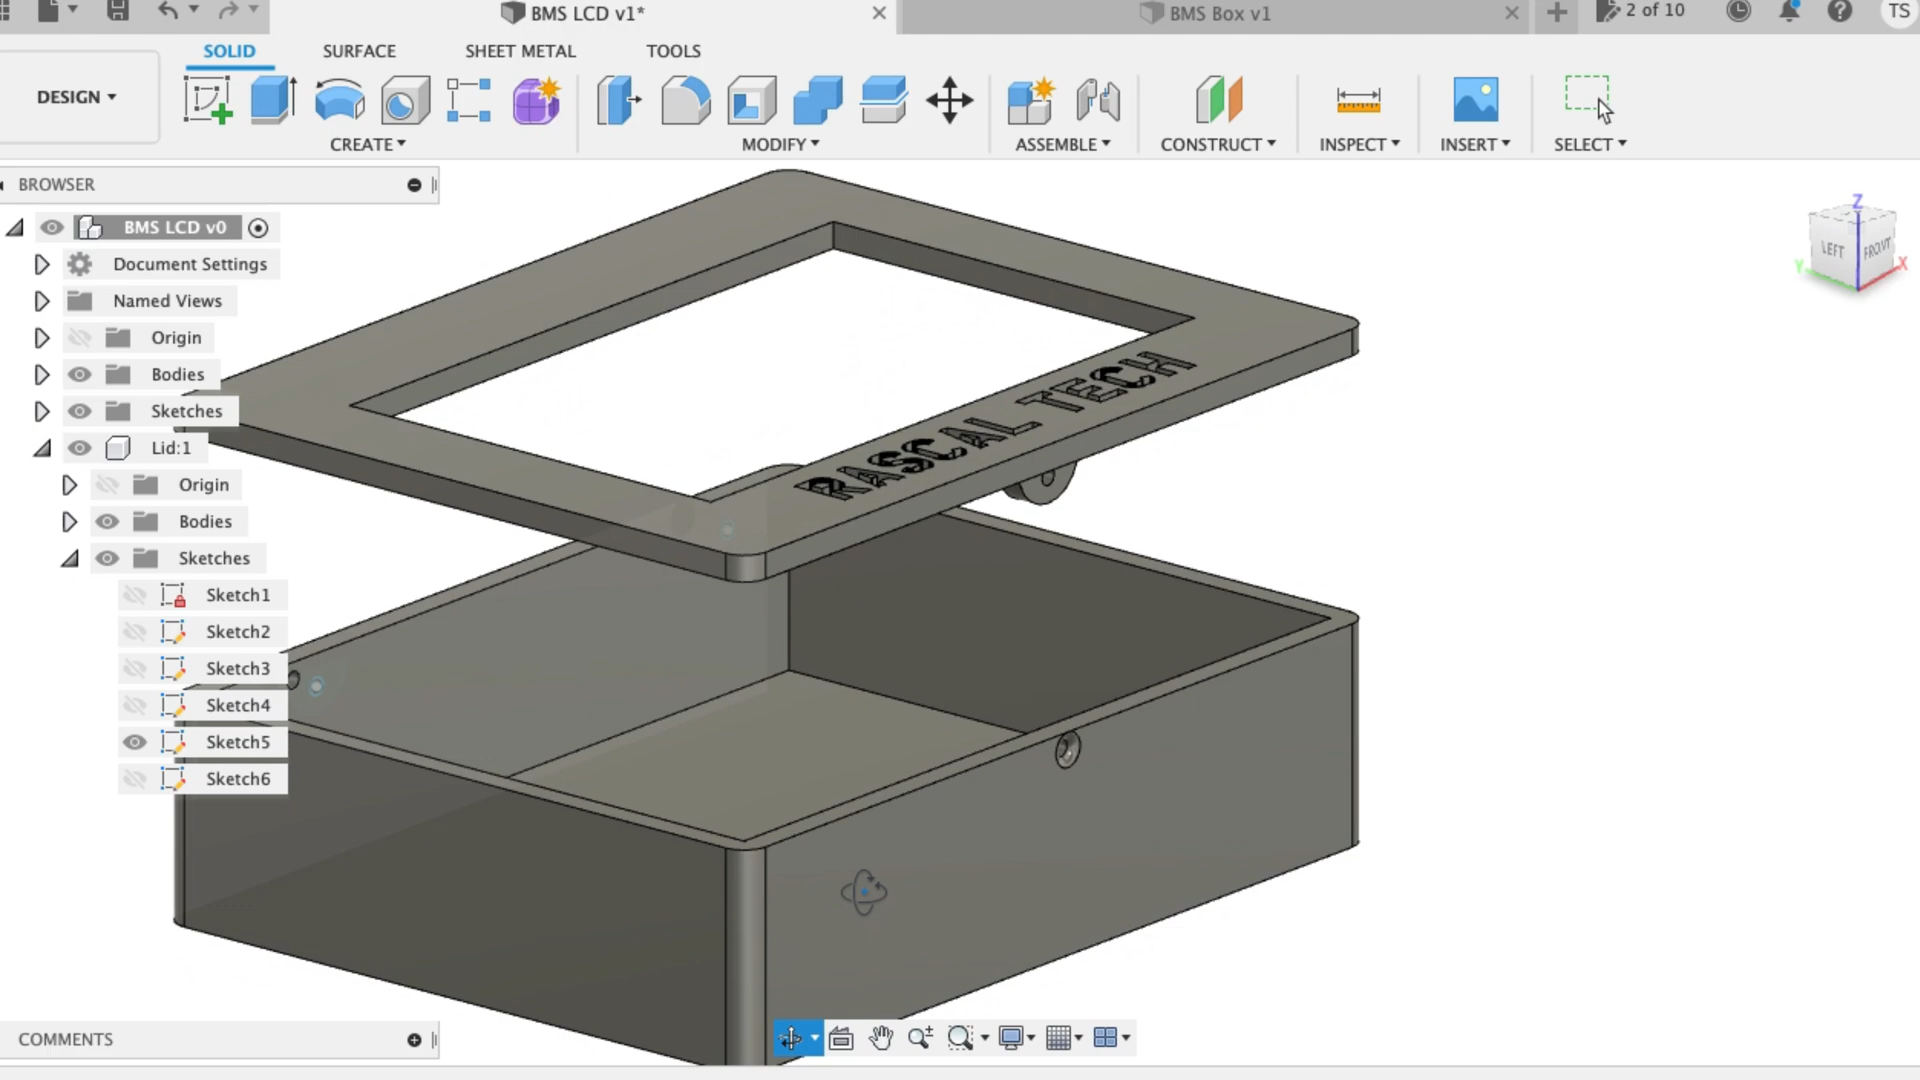 BMS LCD v1*
BMS Box v1
2 of 10
TS
SOLID
SURFACE
SHEET METAL
TOOLS
DESIGN
CREATE
MODIFY
ASSEMBLE
CONSTRUCT
INSPECT
INSERT
SELECT
BROWSER
BMS LCD v0
Document Settings
Named Views
Origin
Bodies
Sketches
Lid:1
Origin
Bodies
Sketches
Sketch1
Sketch2
Sketch3
Sketch4
Sketch5
Sketch6
RASCAL TECH
Z
LEFT
FRONT
Y
X
COMMENTS